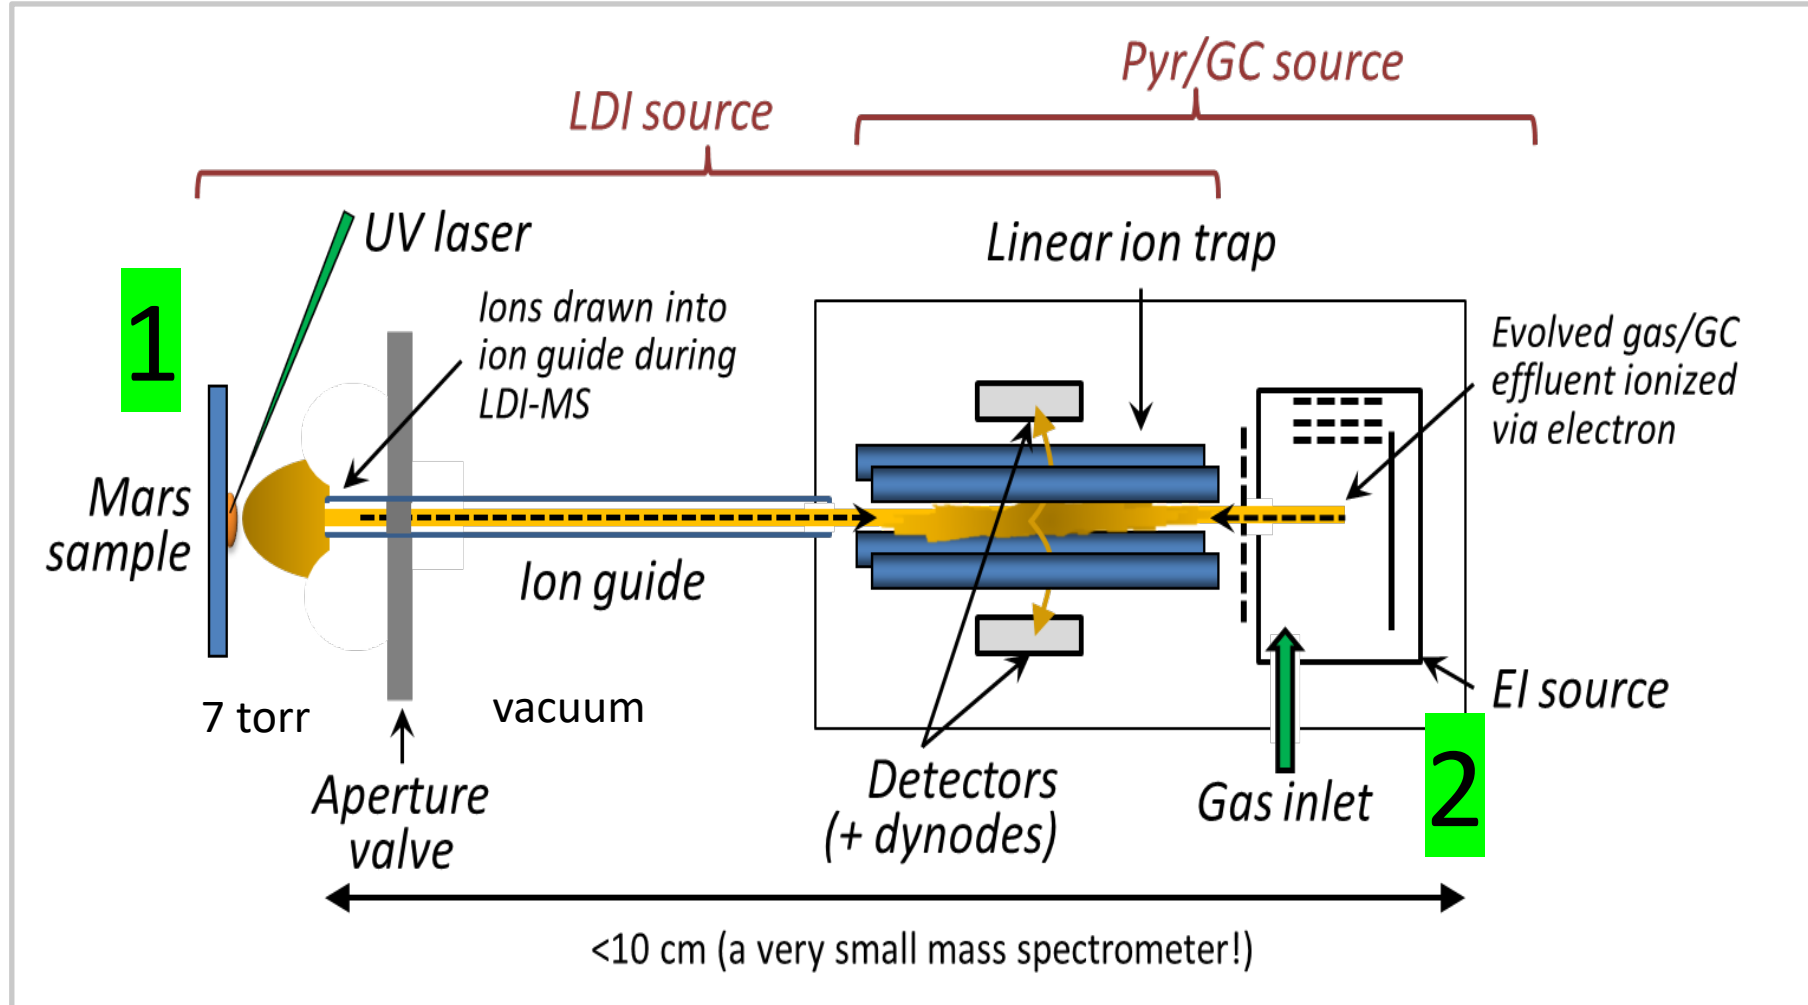 Pyr/GC source
LDI source
UV laser
Linear ion trap
1
Ions drawn into
ion guide during
LDI-MS
Evolved gas/GC
effluent ionized
via electron
Mars
sample
Ion guide
7 torr
vacuum
EI source
Aperture
valve
Detectors
(+ dynodes)
Gas inlet
2
<10 cm (a very small mass spectrometer!)